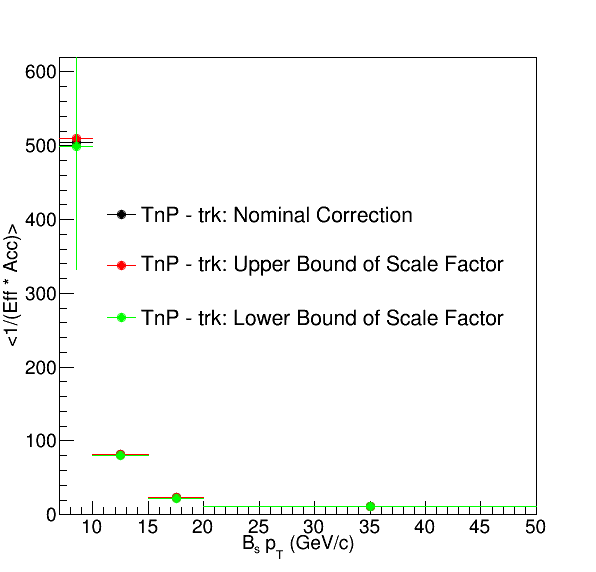 600
500
400
300
200
100
0
<1/(Eff * Acc)>
TnP - trk: Nominal Correction
TnP - trk: Upper Bound of Scale Factor
TnP - trk: Lower Bound of Scale Factor
10 15 20 25 30 35 40 45 50
Bs pT (GeV/c)